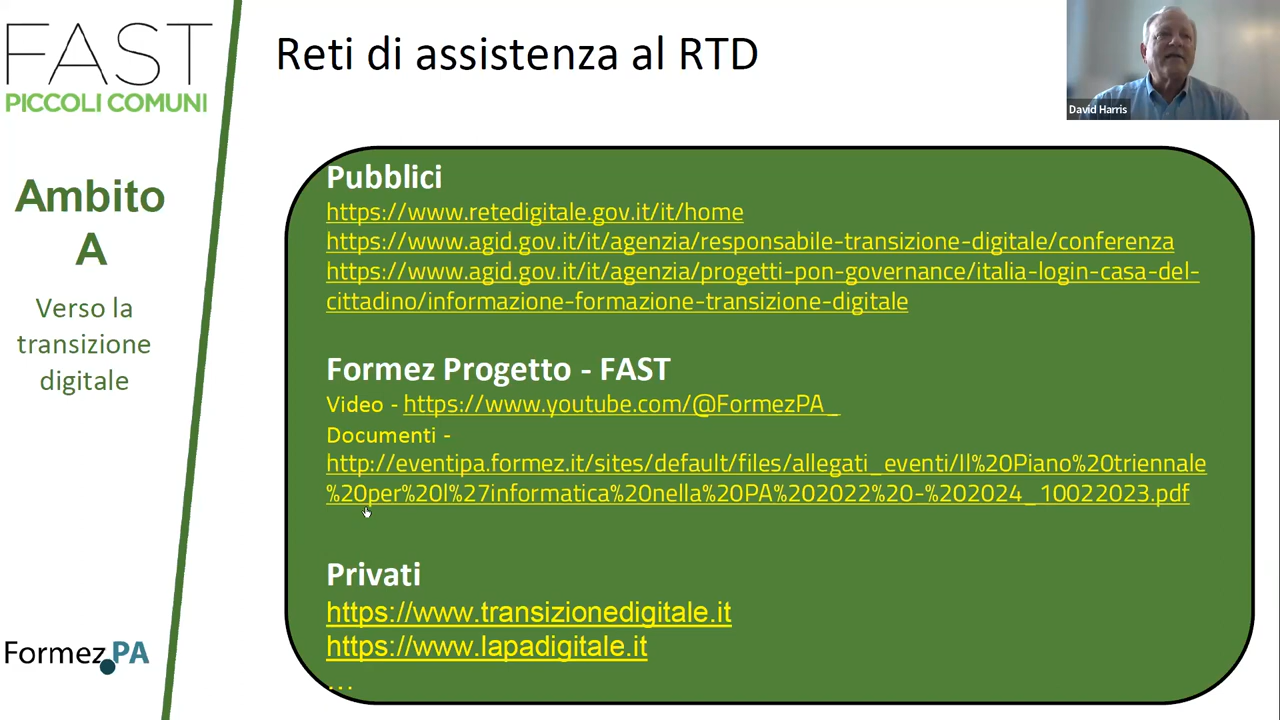 FAST
PICCOLI COMUNI
Ambito
A
Verso la
transizione
digitale
Formez PA
Reti di assistenza al RTD
David Harris
Pubblici
https://www.retedigitale.gov.it/it/home
https://www.agid.gov.it/it/agenzia/responsabile-transizione-digitale/conferenza
https://www.agid.gov.it/it/agenzia/progetti-pon-governance/italia-login-casa-del-
cittadino/informazione-formazione-transizione-digitale
Formez Progetto - FAST
Video - https://www.youtube.com/@FormezPA_
Documenti -
http://eventipa.formez.it/sites/default/files/allegati_eventi/Il%20Piano%20triennale
%20per%20l%27informatica%20nella%20PA%202022%20-%202024_10022023.pdf
Privati
https://www.transizionedigitale.it
https://www.lapadigitale.it
...